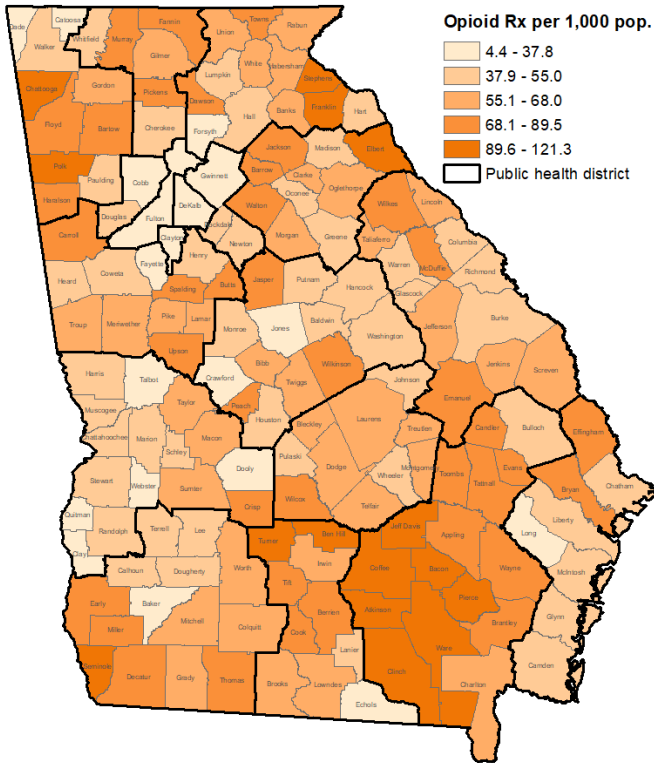 Opioid Rx per 1,000 pop.
4.4 - 37.8
37.9 - 55.0
55.1 - 68.0
68.1 - 89.5
89.6 - 121.3
Public health district
Dade
Catoosa
Walker
Whitfield
Murray
Fannin
Gilmer
Union
Towns
Rabun
White
Habersham
Stephens
Lumpkin
Chattooga
Gordon
Pickens
Dawson
Hall
Banks
Franklin
Hart
Floyd
Bartow
Cherokee
Forsyth
Jackson
Madison
Elbert
Polk
Paulding
Cobb
Gwinnett
Barrow
Clarke
Oconee
Oglethorpe
Haralson
Douglas
Fulton
DeKalb
Walton
Wilkes
Lincoln
Carroll
Clayton
Rockdale
Newton
Morgan
Greene
Taliaferro
Columbia
Fayette
Henry
Heard
Coweta
Spalding
Butts
Jasper
Putnam
Hancock
Warren
McDuffie
Richmond
Glascock
Troup
Meriwether
Pike
Lamar
Monroe
Jones
Baldwin
Washington
Jefferson
Burke
Upson
Harris
Talbot
Crawford
Bibb
Twiggs
Wilkinson
Johnson
Jenkins
Screven
Muscogee
Taylor
Peach
Houston
Bleckley
Laurens
Emanuel
Candler
Bulloch
Effingham
Chattahoochee
Marion
Macon
Schley
Pulaski
Dodge
Treutlen
Wheeler
Montgomery
Toombs
Tattnall
Evans
Bryan
Chatham
Stewart
Webster
Sumter
Dooly
Crisp
Wilcox
Telfair
Liberty
Long
Quitman
Randolph
Terrell
Lee
Turner
Ben Hill
Jeff Davis
Appling
Wayne
McIntosh
Clay
Calhoun
Dougherty
Worth
Irwin
Coffee
Bacon
Pierce
Early
Baker
Mitchell
Tift
Berrien
Atkinson
Brantley
Glynn
Miller
Colquitt
Cook
Lanier
Ware
Camden
Seminole
Decatur
Grady
Thomas
Brooks
Lowndes
Clinch
Charlton
Echols